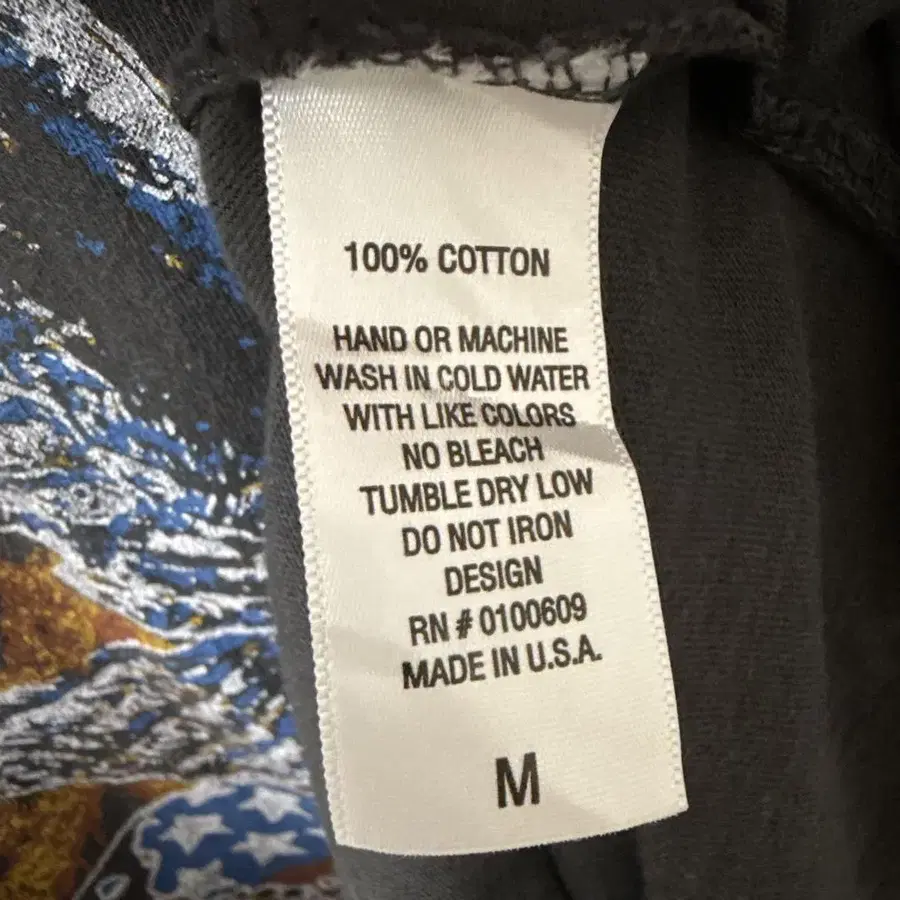 100% COTTON
HAND OR MACHINE
WASH IN COLD WATER
WITH LIKE COLORS
NO BLEACH
TUMBLE DRY LOW
DO NOT IRON
DESIGN
RN # 0100609
MADE IN U.S.A.
M